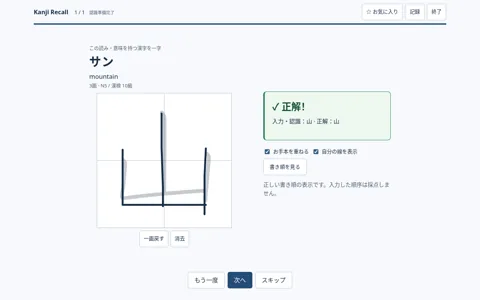 Kanji Recall 1 / 1 認識準備完了
☆ お気に入り 記録 終了
この読み・意味を持つ漢字を一字
サン
mountain
3画・N5 / 漢検 10級
✓ 正解!
入力・認識：山 · 正解：山
お手本を重ねる 自分の線を表示
書き順を見る
正しい書き順の表示です。入力した順序は採点しま
せん。
一画戻す 消去
もう一度 次へ スキップ